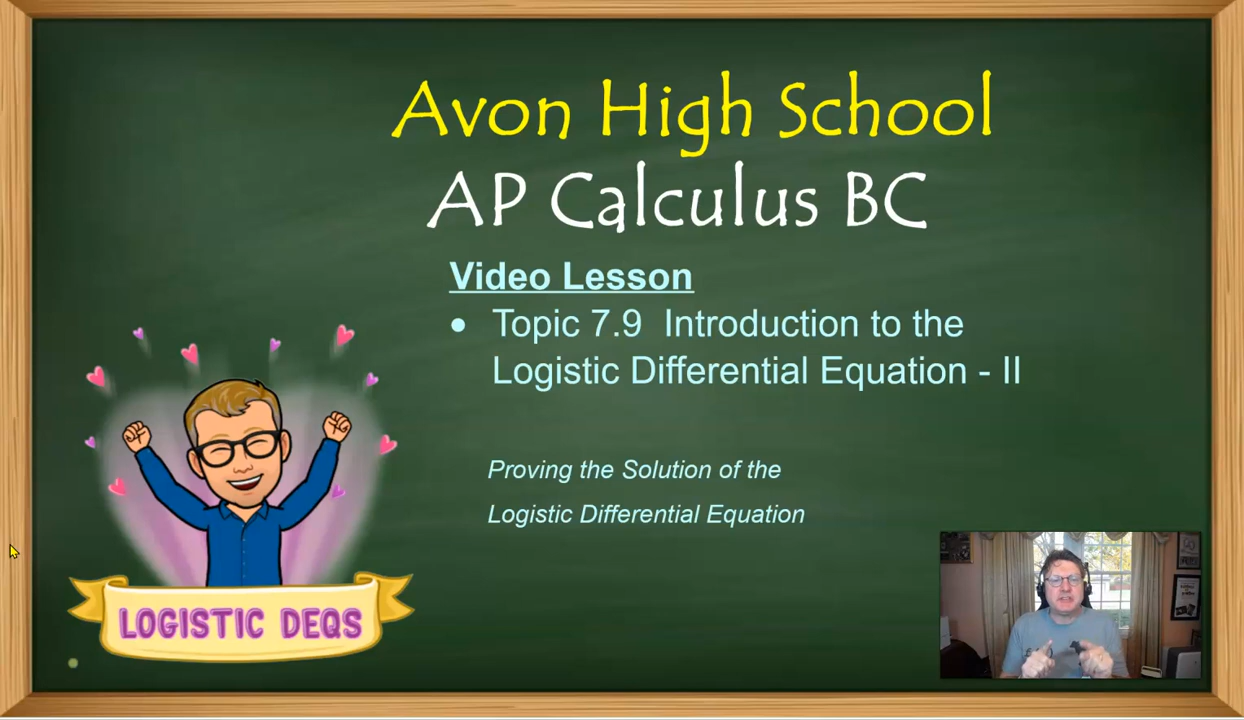 Avon High School
AP Calculus BC
Video Lesson
• Topic 7.9 Introduction to the
Logistic Differential Equation - II
Proving the Solution of the
Logistic Differential Equation
LOGISTIC DEQS